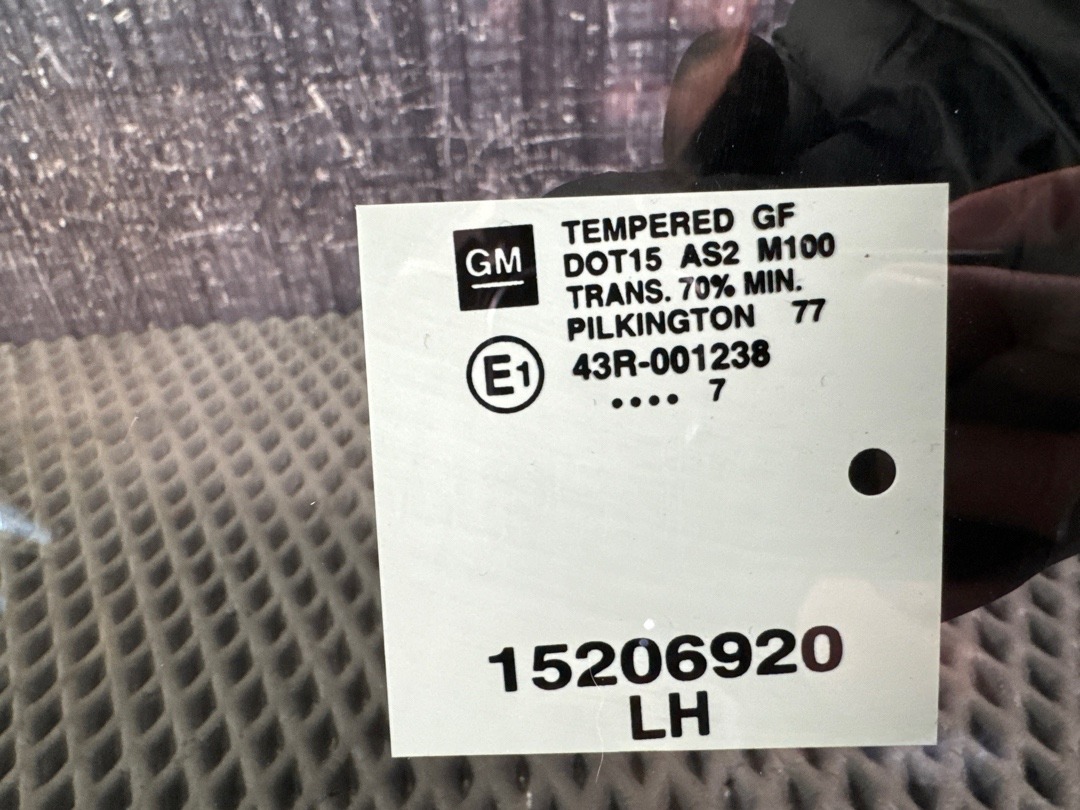 GM
TEMPERED GF
DOT15 AS2 M100
TRANS. 70% MIN.
PILKINGTON 77
E1
43R-001238
.... 7
15206920
LH